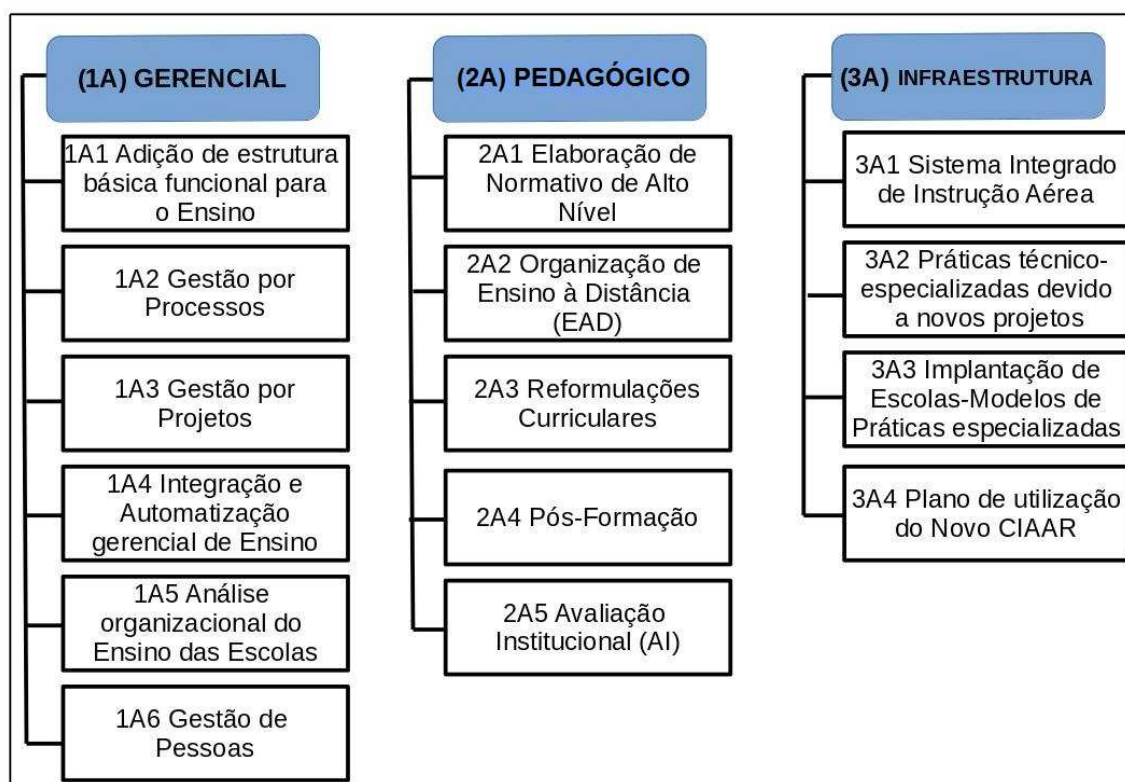 (1A) GERENCIAL
1A1 Adição de estrutura
básica funcional para
o Ensino
1A2 Gestão por
Processos
1A3 Gestão por
Projetos
1A4 Integração e
Automatização
gerencial de Ensino
1A5 Análise
organizacional do
Ensino das Escolas
1A6 Gestão de
Pessoas
(2A) PEDAGÓGICO
2A1 Elaboração de
Normativo de Alto
Nível
2A2 Organização de
Ensino à Distância
(EAD)
2A3 Reformulações
Curriculares
2A4 Pós-Formação
2A5 Avaliação
Institucional (AI)
(3A) INFRAESTRUTURA
3A1 Sistema Integrado
de Instrução Aérea
3A2 Práticas técnico-
especializadas devido
a novos projetos
3A3 Implantação de
Escolas-Modelos de
Práticas especializadas
3A4 Plano de utilização
do Novo CIAAR